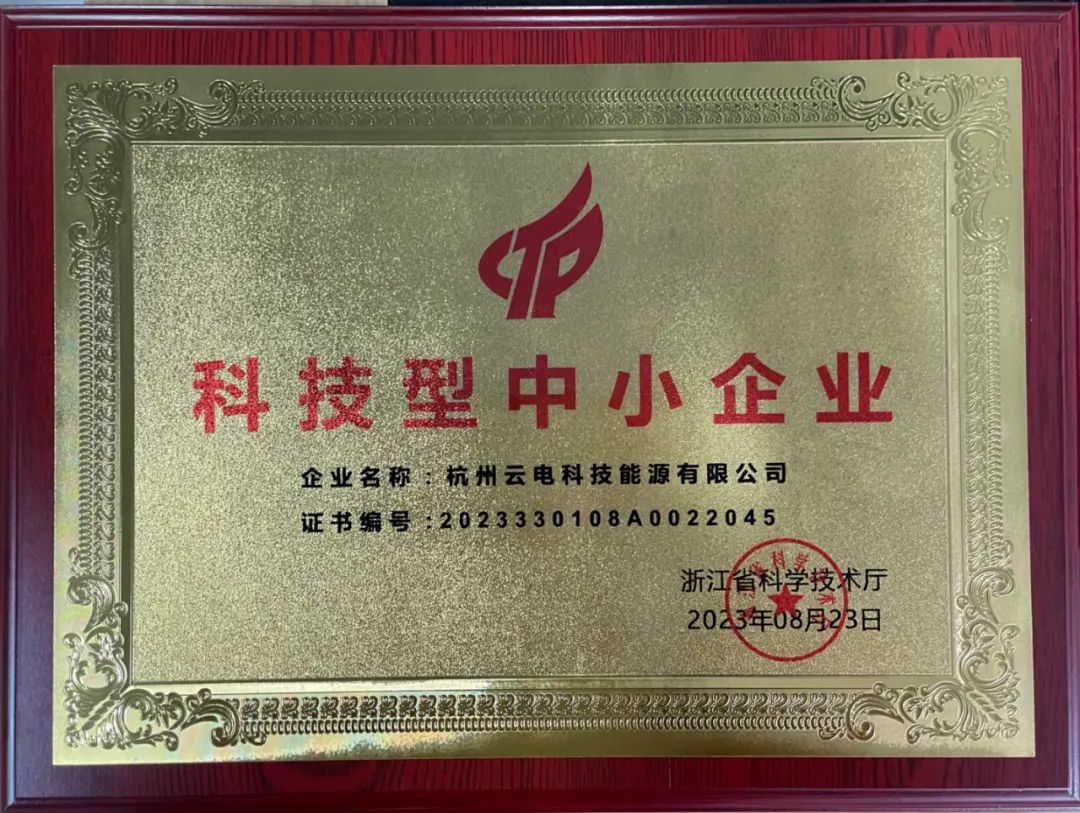 CTP
科技型中小企业
企业名称：杭州云电科技能源有限公司
证书编号：2023330108A0022045
浙江省科学技术厅
2023年08月23日